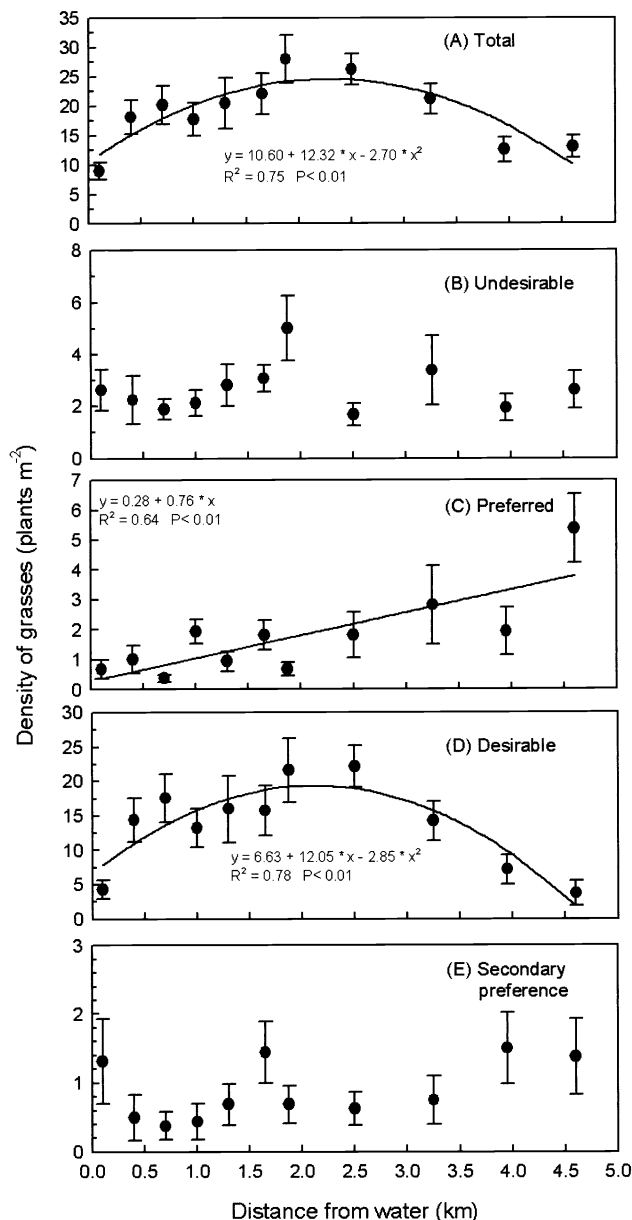 Density of grasses (plants m⁻²)
35
30
25
20
15
10
5
0
(A) Total
y = 10.60 + 12.32 * x - 2.70 * x²
R² = 0.75 P< 0.01
8
6
4
2
0
(B) Undesirable
7
6
5
4
3
2
1
0
y = 0.28 + 0.76 * x
R² = 0.64 P< 0.01
(C) Preferred
30
25
20
15
10
5
0
(D) Desirable
y = 6.63 + 12.05 * x - 2.85 * x²
R² = 0.78 P< 0.01
3
2
1
0
(E) Secondary
preference
0.0 0.5 1.0 1.5 2.0 2.5 3.0 3.5 4.0 4.5 5.0
Distance from water (km)